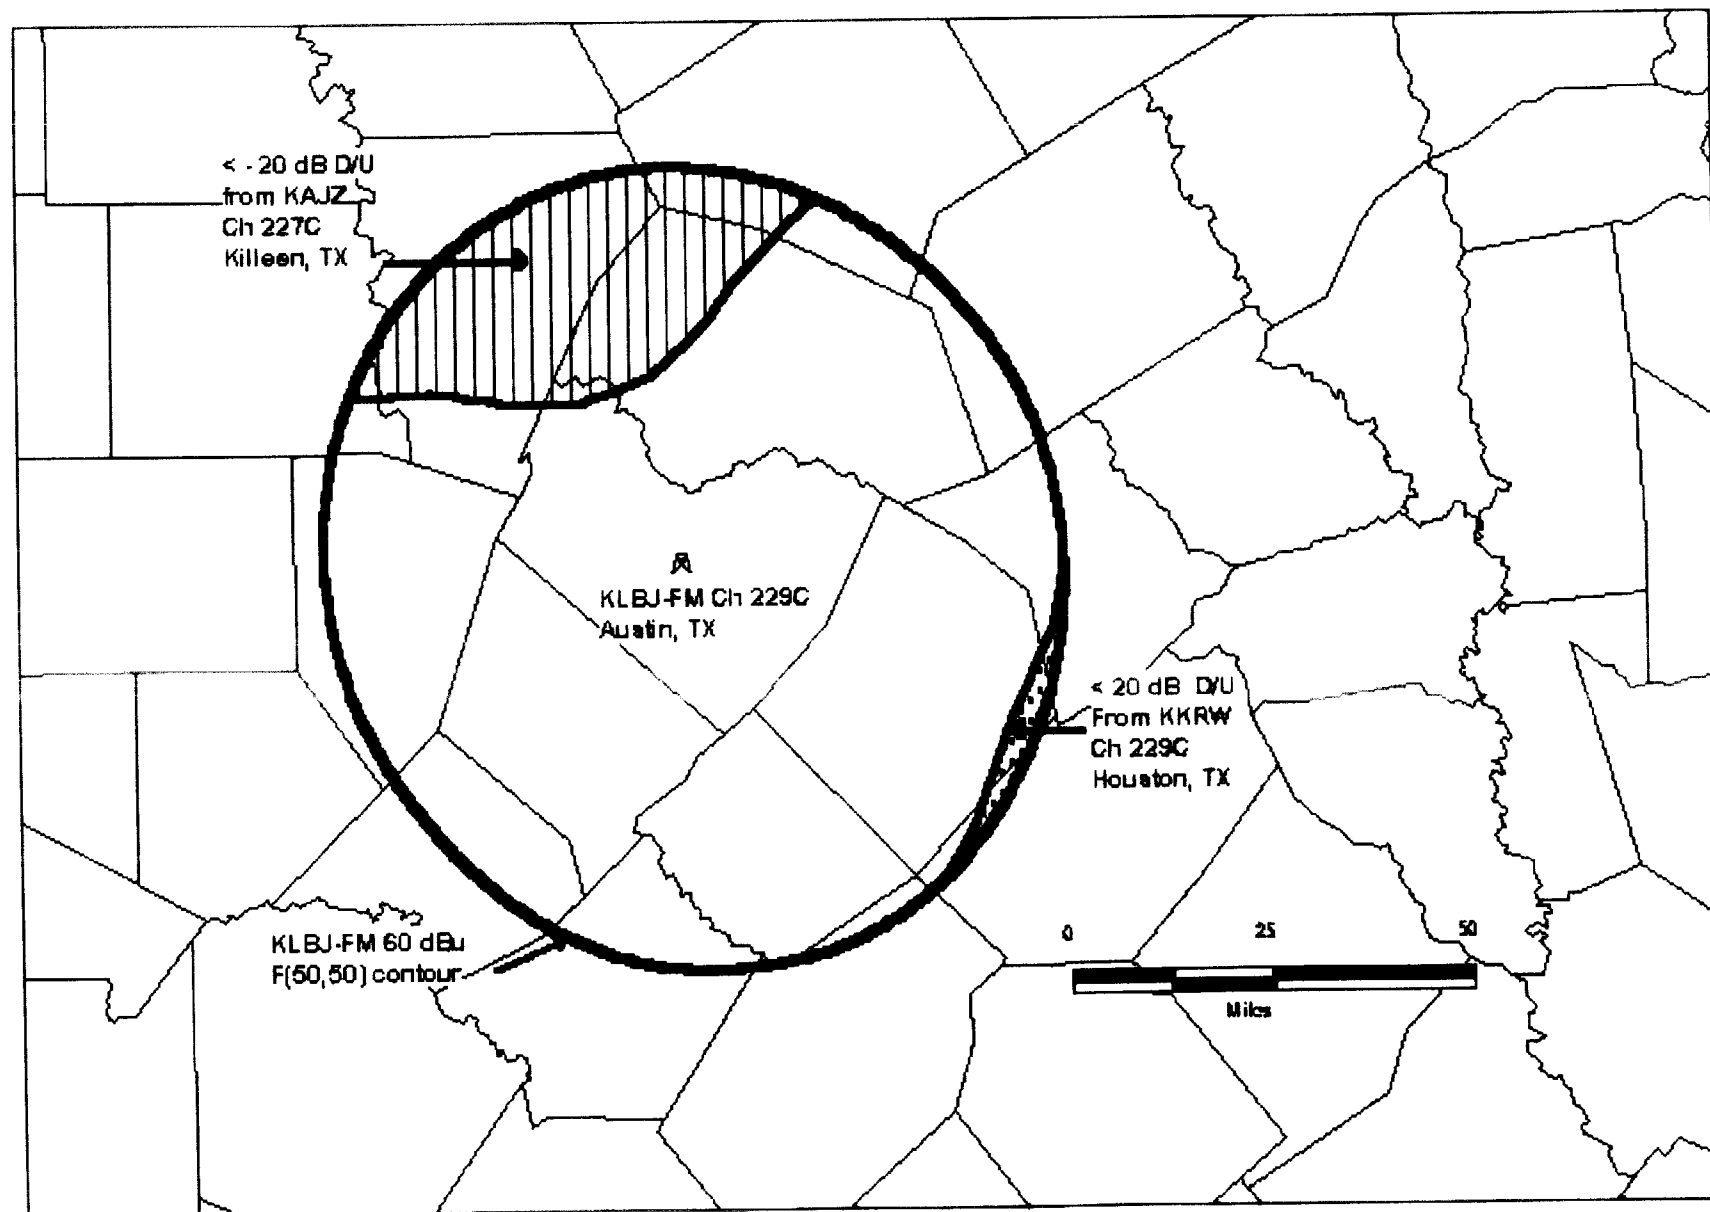 < - 20 dB D/U
from KAJZ
Ch 227C
Killeen, TX
KLBJ-FM Ch 229C
Austin, TX
< 20 dB D/U
From KKRW
Ch 229C
Houston, TX
KLBJ-FM 60 dBu
F(50,50) contour
0 25 50
Miles